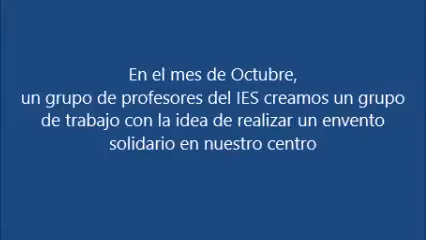 En el mes de Octubre,
un grupo de profesores del IES creamos un grupo
de trabajo con la idea de realizar un envento
solidario en nuestro centro